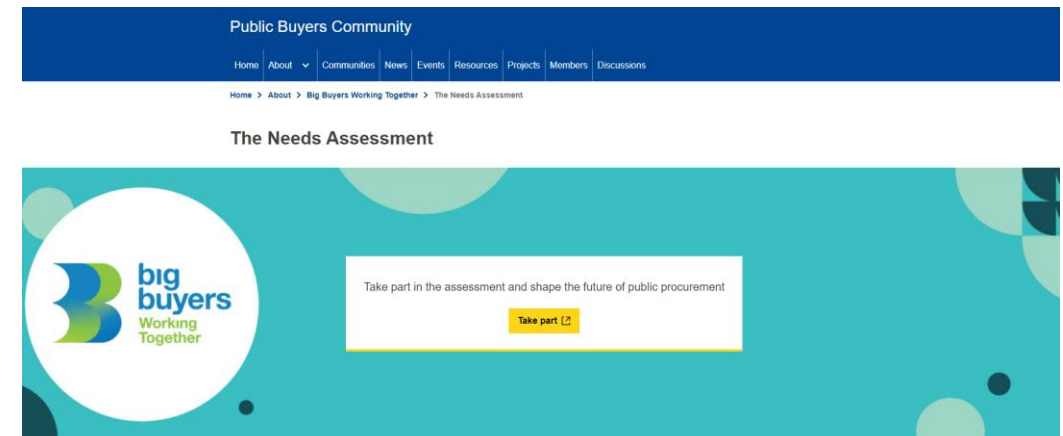 Public Buyers Community
Home About Communities News Events Resources Projects Members Discussions
Home > About > Big Buyers Working Together > The Needs Assessment
The Needs Assessment
big
buyers
Working
Together
Take part in the assessment and shape the future of public procurement
Take part